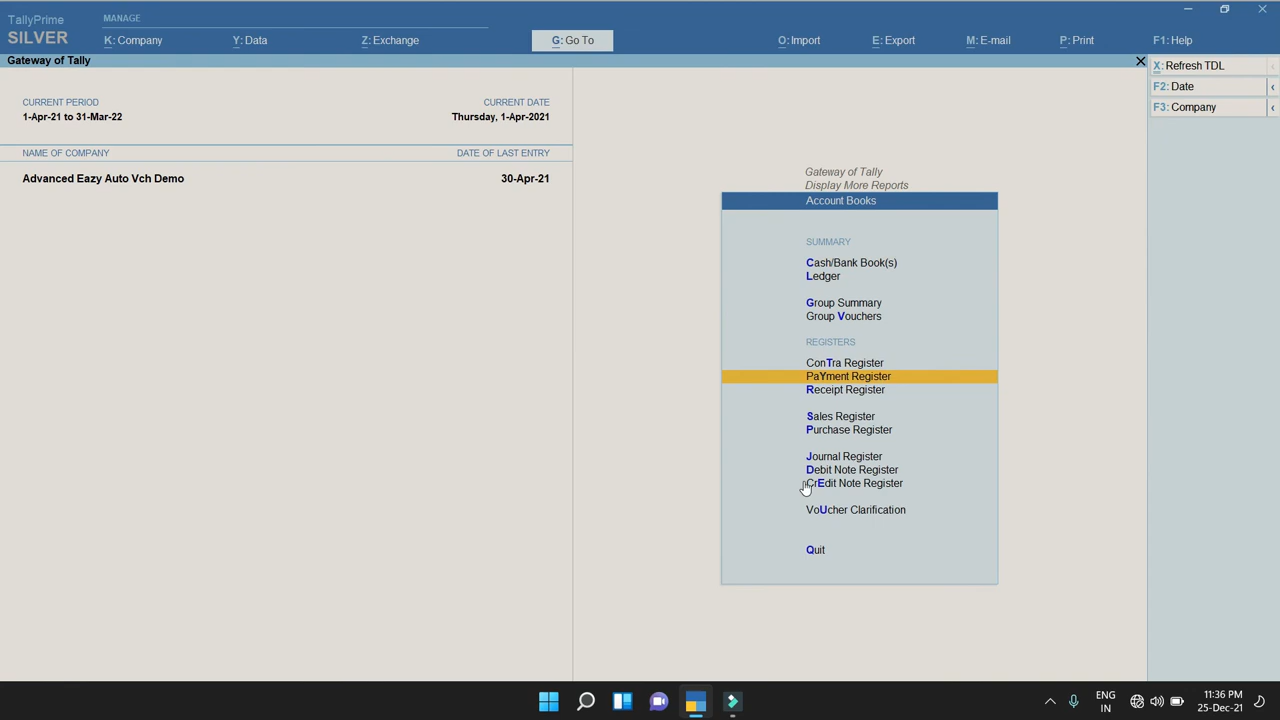 TallyPrime
SILVER
MANAGE
K: Company
Y: Data
Z: Exchange
G: Go To
O: Import
E: Export
M: E-mail
P: Print
F1: Help
Gateway of Tally
X: Refresh TDL
F2: Date
F3: Company
CURRENT PERIOD
CURRENT DATE
1-Apr-21 to 31-Mar-22
Thursday, 1-Apr-2021
NAME OF COMPANY
DATE OF LAST ENTRY
Advanced Eazy Auto Vch Demo
30-Apr-21
Gateway of Tally
Display More Reports
Account Books
SUMMARY
Cash/Bank Book(s)
Ledger
Group Summary
Group Vouchers
REGISTERS
ConTra Register
PaYment Register
Receipt Register
Sales Register
Purchase Register
Journal Register
Debit Note Register
CrEdit Note Register
VoUcher Clarification
Quit
ENG
IN
11:36 PM
25-Dec-21